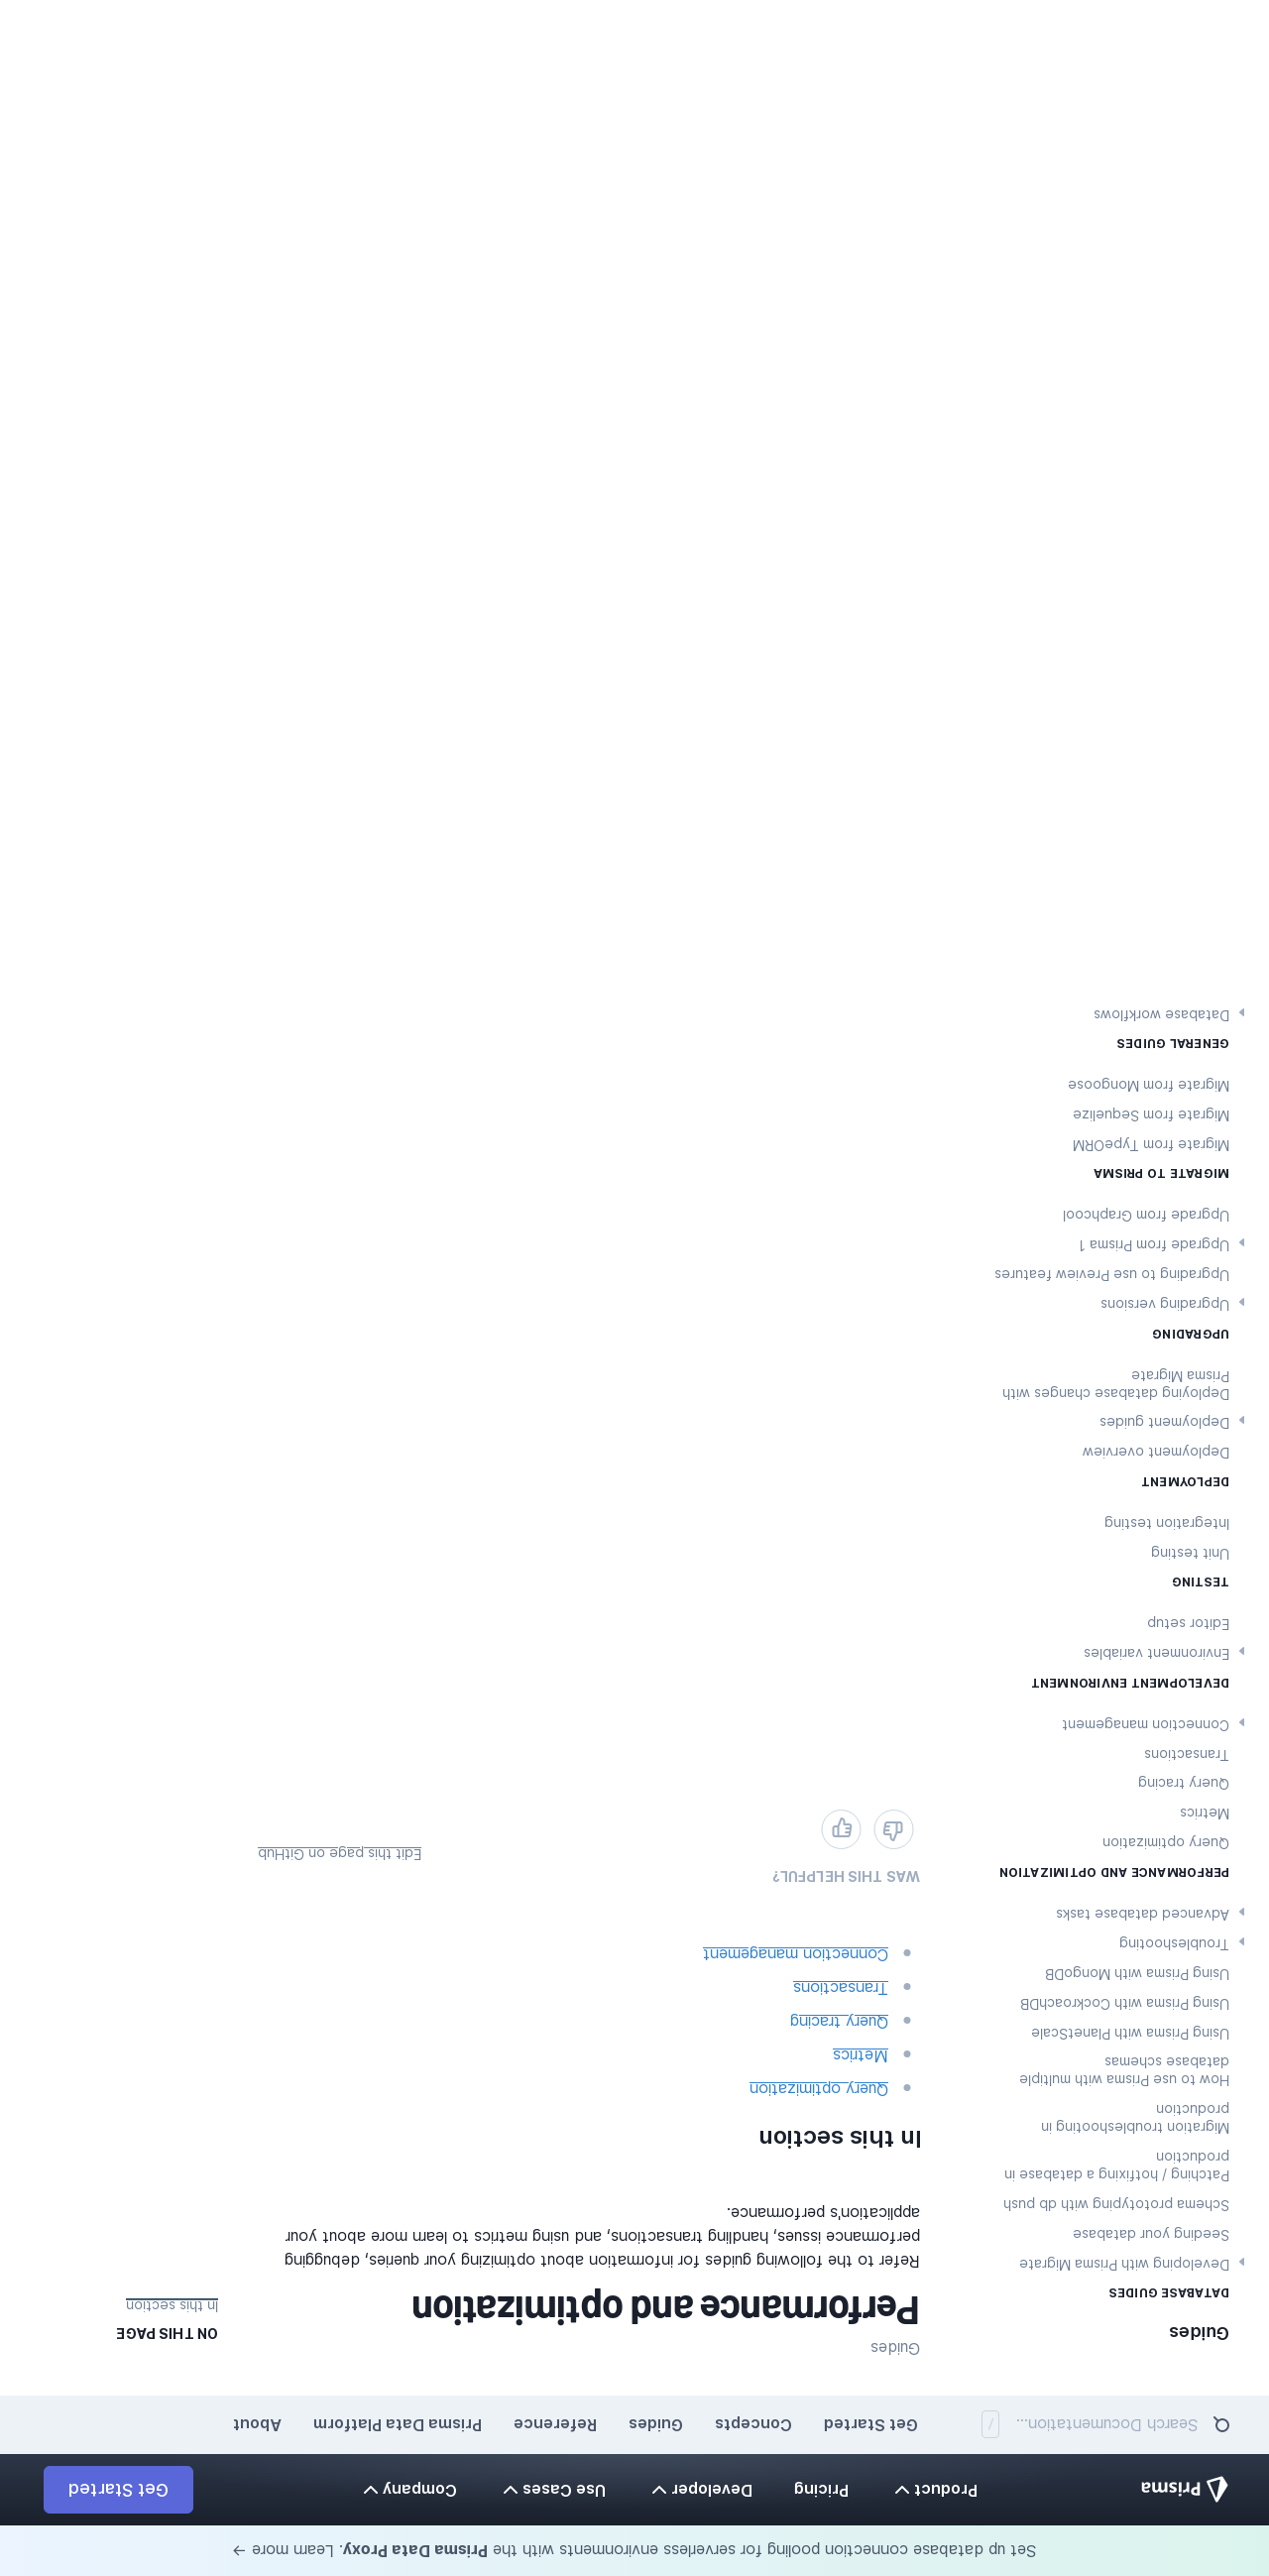 Set up database connection pooling for serverless environments with the Prisma Data Proxy. Learn more →
Prisma
Product
Pricing
Developer
Use Cases
Company
Get Started
Search Documentation...
/
Get Started
Concepts
Guides
Reference
Prisma Data Platform
About
Guides
DATABASE GUIDES
Developing with Prisma Migrate
Seeding your database
Schema prototyping with db push
Patching / hotfixing a database in
production
Migration troubleshooting in
production
How to use Prisma with multiple
database schemas
Using Prisma with PlanetScale
Using Prisma with CockroachDB
Using Prisma with MongoDB
Troubleshooting
Advanced database tasks
PERFORMANCE AND OPTIMIZATION
Query optimization
Metrics
Query tracing
Transactions
Connection management
DEVELOPMENT ENVIRONMENT
Environment variables
Editor setup
TESTING
Unit testing
Integration testing
DEPLOYMENT
Deployment overview
Deployment guides
Deploying database changes with
Prisma Migrate
UPGRADING
Upgrading versions
Upgrading to use Preview features
Upgrade from Prisma 1
Upgrade from Graphcool
MIGRATE TO PRISMA
Migrate from TypeORM
Migrate from Sequelize
Migrate from Mongoose
GENERAL GUIDES
Database workflows
Guides
Performance and optimization
Refer to the following guides for information about optimizing your queries, debugging
performance issues, handling transactions, and using metrics to learn more about your
application's performance.
In this section
Query optimization
Metrics
Query tracing
Transactions
Connection management
WAS THIS HELPFUL?
Edit this page on GitHub
ON THIS PAGE
In this section